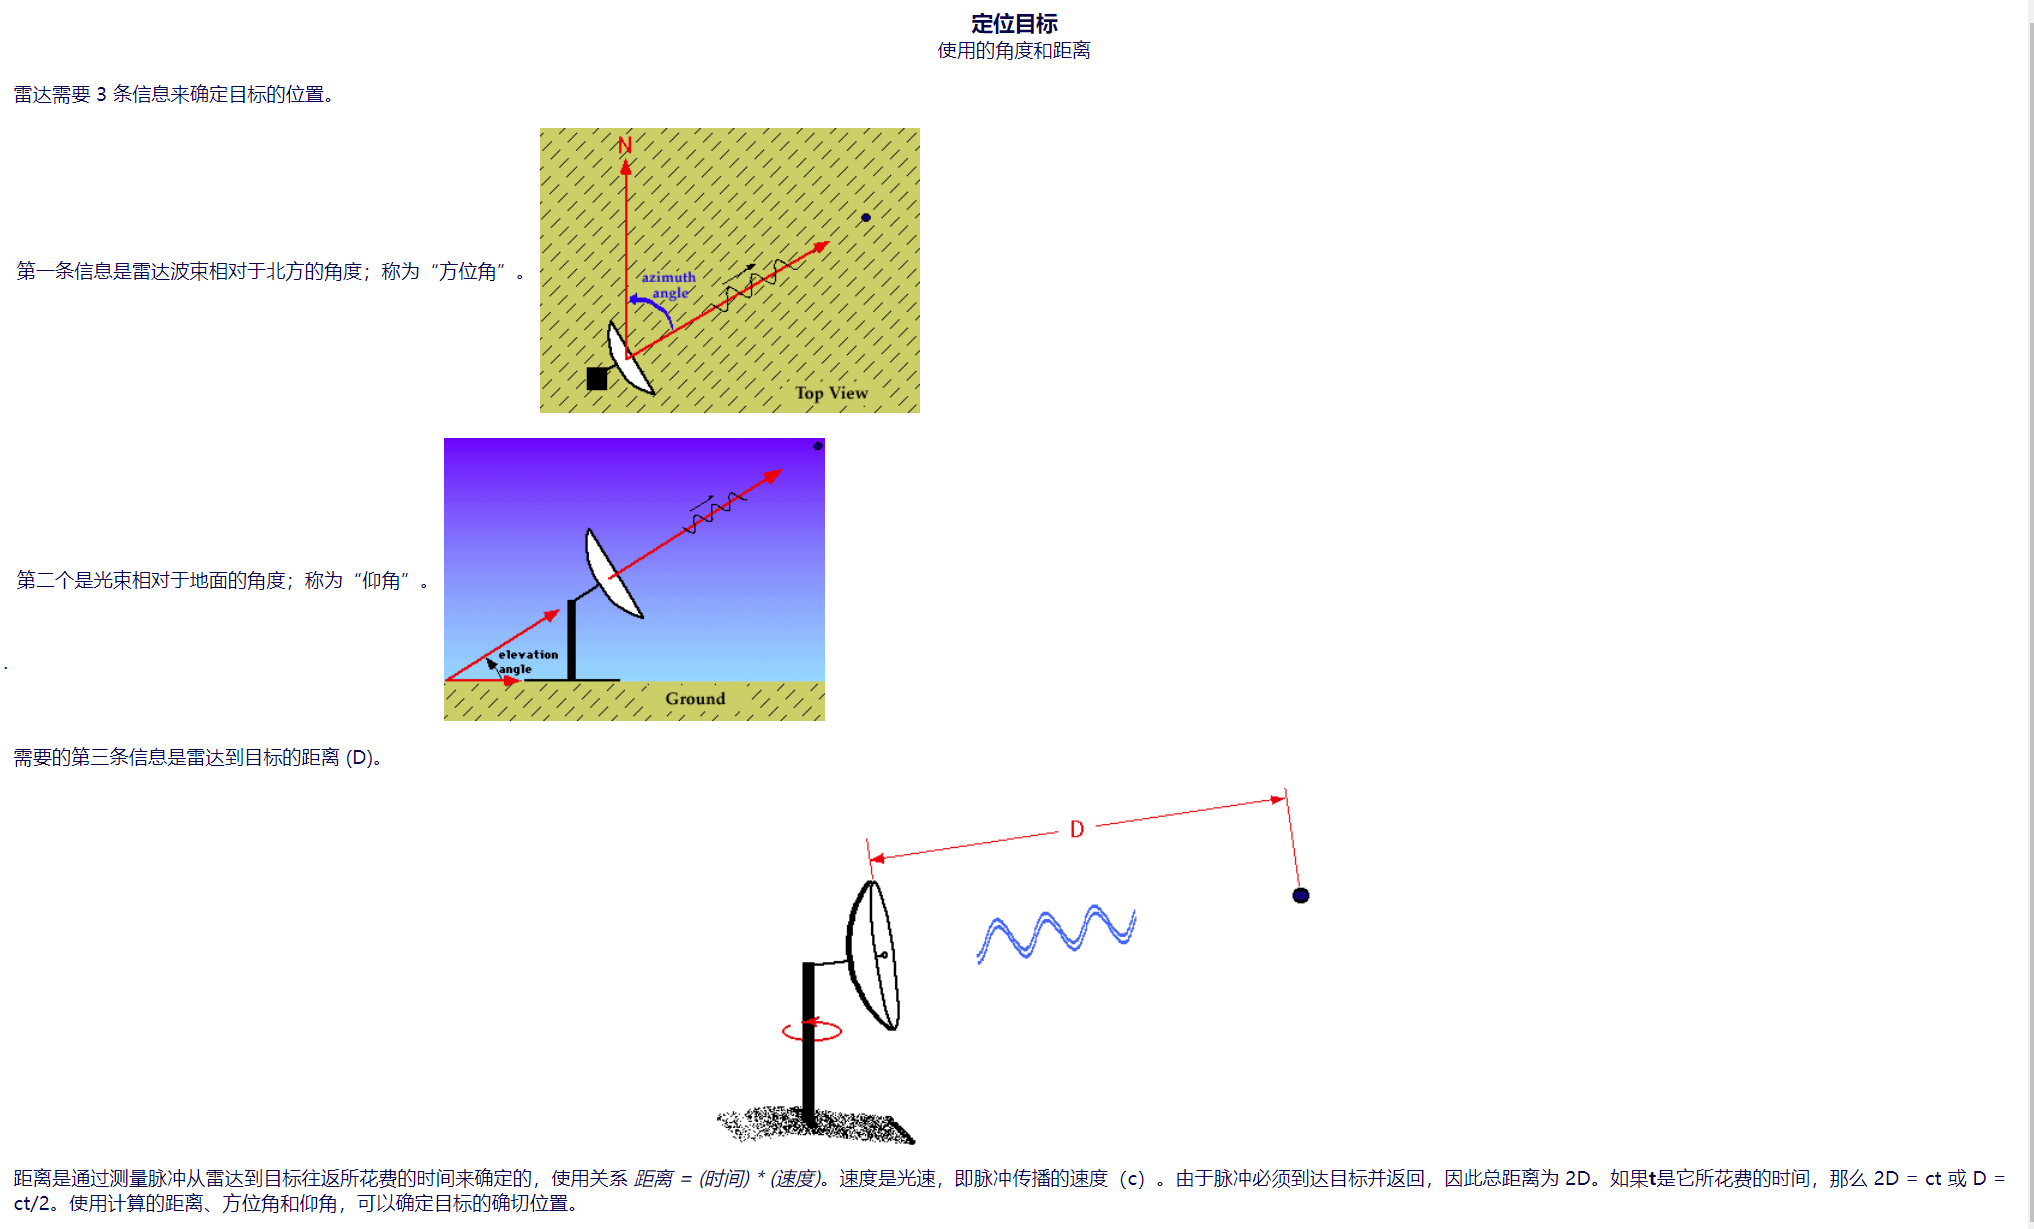 定位目标
使用的角度和距离
雷达需要 3 条信息来确定目标的位置。
N
第一条信息是雷达波束相对于北方的角度；称为“方位角”。
azimuth
angle
Top View
第二个是光束相对于地面的角度；称为“仰角”。
elevation
angle
Ground
.
需要的第三条信息是雷达到目标的距离 (D)。
D
距离是通过测量脉冲从雷达到目标往返所花费的时间来确定的，使用关系 距离 = (时间) * (速度)。速度是光速，即脉冲传播的速度（c）。由于脉冲必须到达目标并返回，因此总距离为 2D。如果t是它所花费的时间，那么 2D = ct 或 D =
ct/2。使用计算的距离、方位角和仰角，可以确定目标的确切位置。